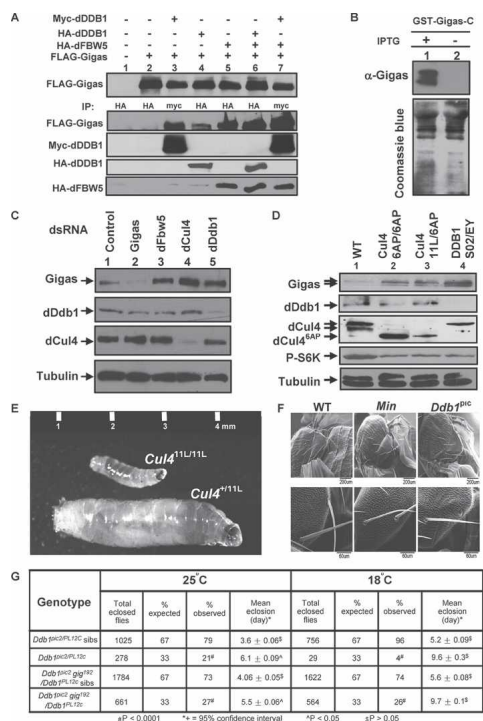 A
Myc-dDDB1 - - + - - - +
HA-dDDB1 - - - + - + -
HA-dFBW5 - - - - + + +
FLAG-Gigas - + + + + + +
1 2 3 4 5 6 7
FLAG-Gigas
IP: HA HA myc HA HA HA myc
FLAG-Gigas
Myc-dDDB1
HA-dDDB1
HA-dFBW5
B
GST-Gigas-C
IPTG + -
1 2
α-Gigas
Coomassie blue
C
dsRNA
Control Gigas dFbw5 dCul4 dDdb1
1 2 3 4 5
Gigas
dDdb1
dCul4
Tubulin
D
WT
Cul4 6AP/6AP
Cul4 11L/6AP
DDB1 S02/EY
1 2 3 4
Gigas
dDdb1
dCul4
dCul4 6AP
P-S6K
Tubulin
E
1 2 3 4 mm
Cul4 11L/11L
Cul4 +/11L
F
WT Min Ddb1 pic
200um 200um 200um
60um 60um 60um
G
25°C 18°C
Genotype Total eclosed flies % expected % observed Mean eclosion (day)* Total eclosed flies % expected % observed Mean eclosion (day)*
Ddb1 pic2/PL12C sibs 1025 67 79 3.6 ± 0.06$ 756 67 96 5.2 ± 0.09$
Ddb1 pic2/PL12c 278 33 21# 6.1 ± 0.09^ 29 33 4# 9.6 ± 0.3$
Ddb1 pic2 gig192 /Ddb1 PL12c sibs 1784 67 73 4.06 ± 0.05$ 1622 67 74 5.6 ± 0.08$
Ddb1 pic2 gig192 /Ddb1 PL12c 661 33 27# 5.5 ± 0.06^ 564 33 26# 9.7 ± 0.1$
P < 0.0001 *± = 95% confidence interval ^P < 0.05 P > 0.05